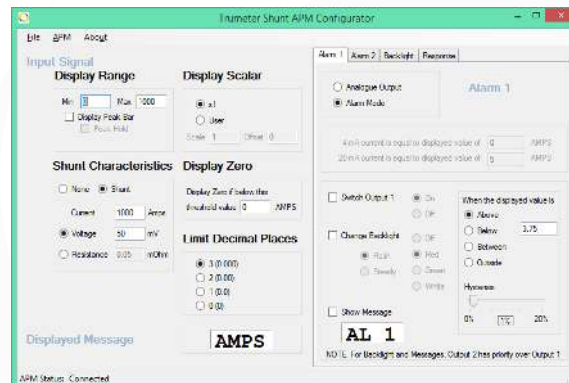 Trumeter Shunt APM Configurator
File APM About
Input Signal
Display Range
Min 0 Max 1000
Display Peak Bar
Peak Hold
Display Scalar
x1
User
Scale 1 Offset 0
Shunt Characteristics
None Shunt
Current 1000 Amps
Voltage 50 mV
Resistance 0.05 mOhm
Display Zero
Display Zero if below this
threshold value 0 AMPS
Limit Decimal Places
3 (0.000)
2 (0.00)
1 (0.0)
0 (0)
Displayed Message
AMPS
Alarm 1 Alarm 2 Backlight Response
Analogue Output
Alarm Mode
Alarm 1
4 mA current is equal to displayed value of 0 AMPS
20 mA current is equal to displayed value of AMPS
Switch Output 1 On
Off
Change Backlight Off
Flash Red
Steady Green
White
When the displayed value is
Above
Below 3.75
Between
Outside
Hysteresis
0% 1% 20%
Show Message
AL 1
NOTE: For Backlight and Messages, Output 2 has priority over Output 1
APM Status: Connected